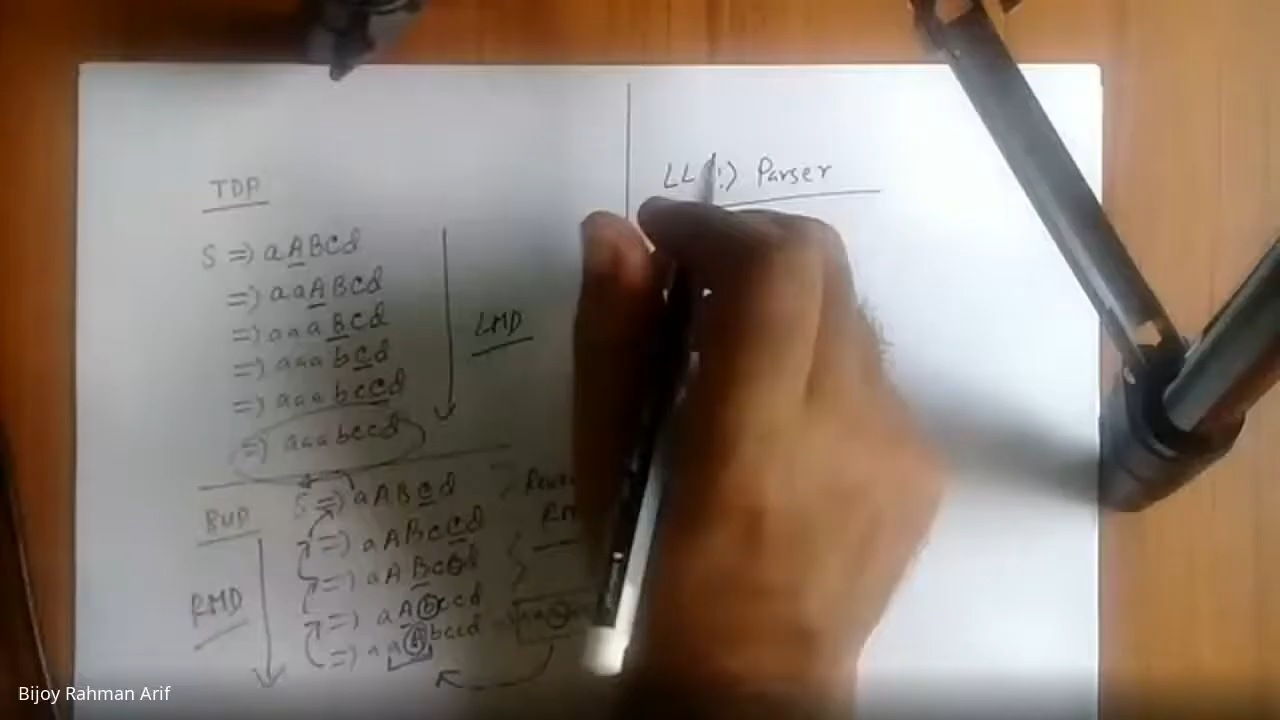 TDP
S => aABCd
=> aaABCd
=> aaaBCd
=> aaabCd
=> aaabcCd
=> aaabccd
LMD
BUP
RMD
S => aABCd
=> aABcCd
=> aABccd
=> aAbccd
=> aaAbccd
LL(1) Parser
Bijoy Rahman Arif